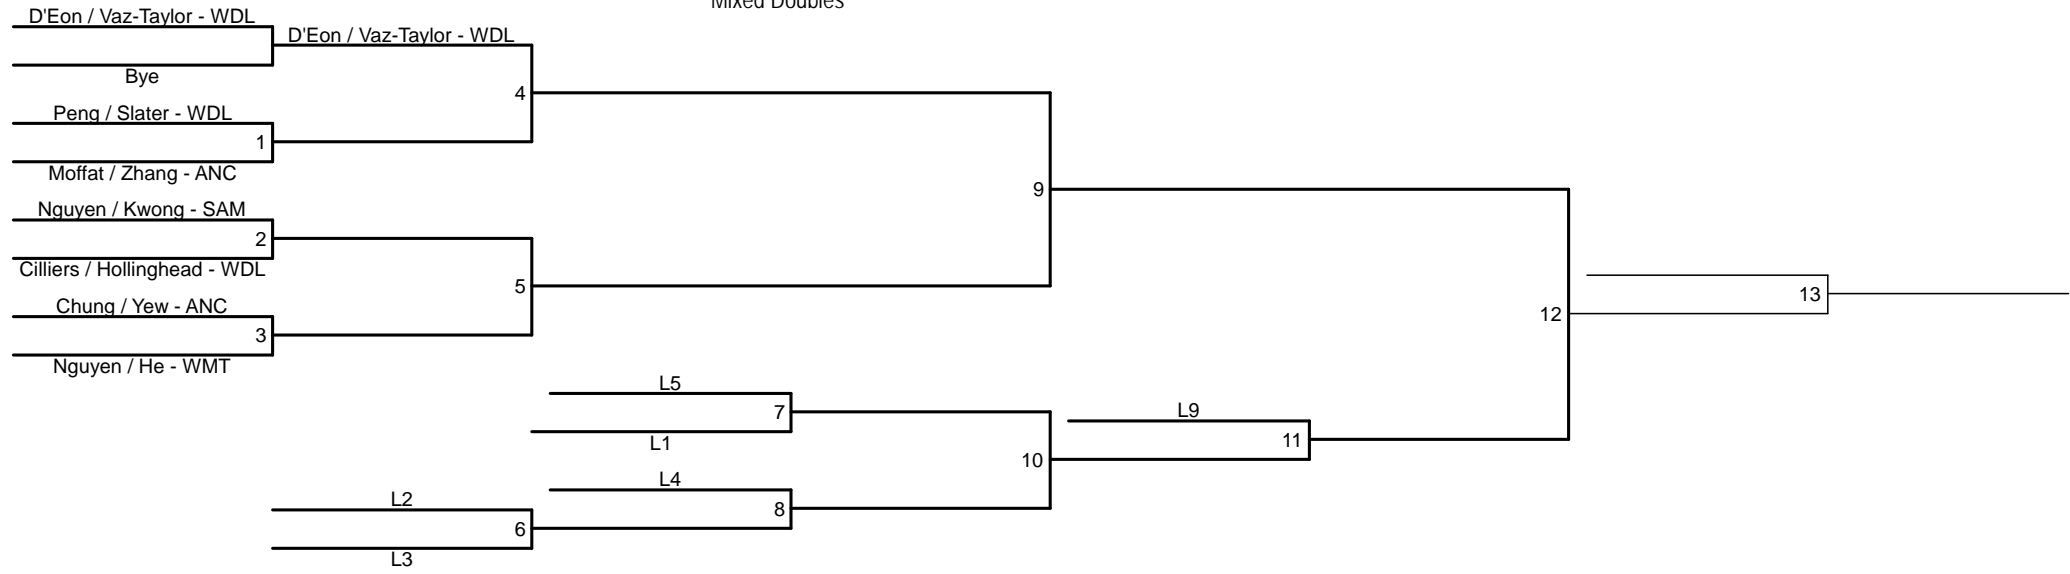 Mixed Doubles
D'Eon / Vaz-Taylor - WDL
D'Eon / Vaz-Taylor - WDL
Bye
4
Peng / Slater - WDL
1
Moffat / Zhang - ANC
9
Nguyen / Kwong - SAM
2
Cilliers / Hollinghead - WDL
5
13
Chung / Yew - ANC
12
3
Nguyen / He - WMT
L5
7
L9
L1
11
10
L4
L2
8
6
L3